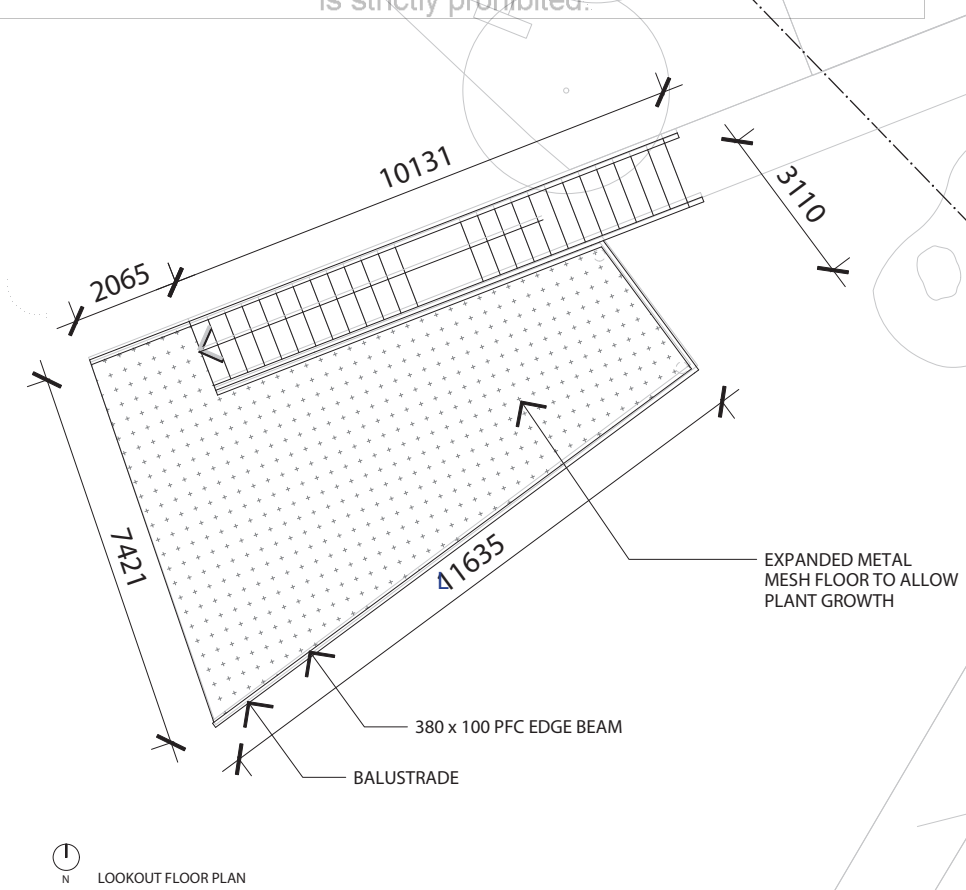 is strictly prohibited.
10131
3110
2065
7421
11635
EXPANDED METAL
MESH FLOOR TO ALLOW
PLANT GROWTH
380 x 100 PFC EDGE BEAM
BALUSTRADE
N
LOOKOUT FLOOR PLAN